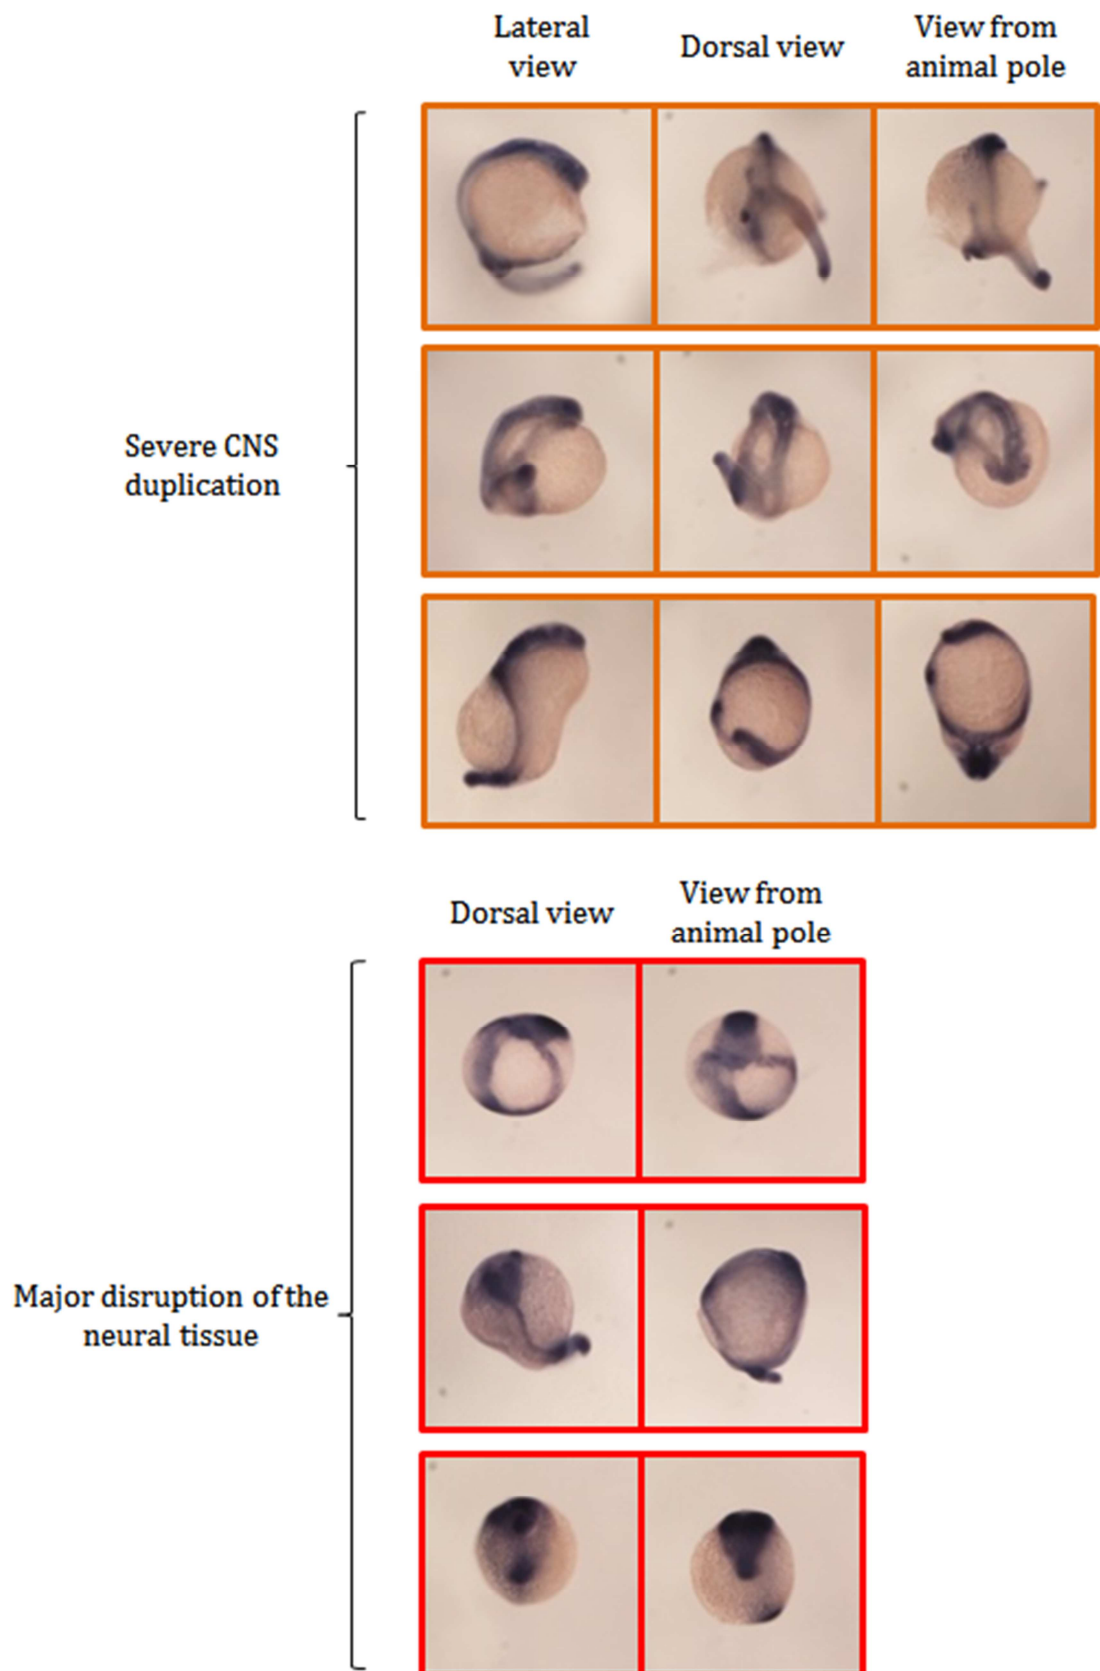 Lateral
view
Dorsal view
View from
animal pole
Severe CNS
duplication
Dorsal view
View from
animal pole
Major disruption of the
neural tissue